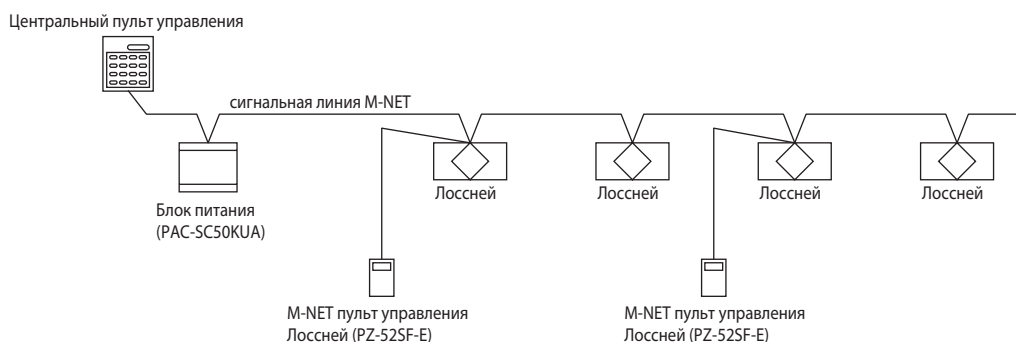 Центральный пульт управления
сигнальная линия M-NET
Лоссней
Лоссней
Лоссней
Лоссней
Блок питания
(PAC-SC50KUA)
M-NET пульт управления
Лоссней (PZ-52SF-E)
M-NET пульт управления
Лоссней (PZ-52SF-E)